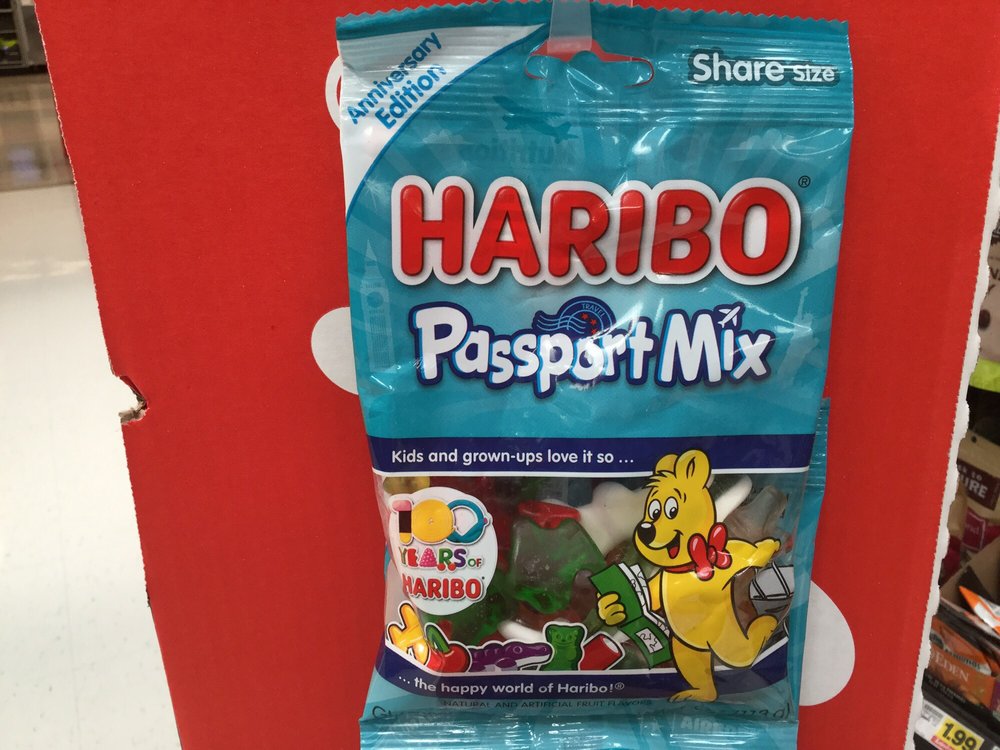 Anniversary
Edition
Share SIZE
HARIBO®
TRAVEL
Passport Mix
Kids and grown-ups love it so ...
100
YEARS OF
HARIBO
... the happy world of Haribo!®
NATURAL AND ARTIFICIAL FRUIT FLAVORS
1.99